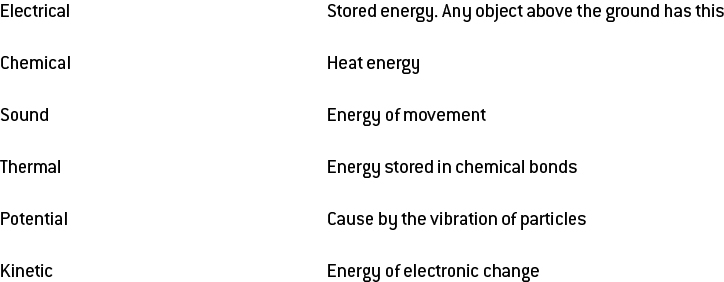 Electrical Stored energy. Any object above the ground has this
Chemical Heat energy
Sound Energy of movement
Thermal Energy stored in chemical bonds
Potential Cause by the vibration of particles
Kinetic Energy of electronic change